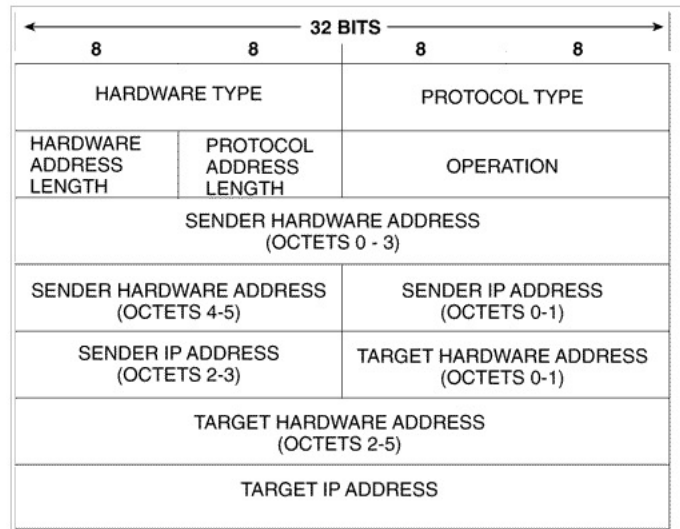 32 BITS
8 8 8 8
HARDWARE TYPE
PROTOCOL TYPE
HARDWARE
ADDRESS
LENGTH
PROTOCOL
ADDRESS
LENGTH
OPERATION
SENDER HARDWARE ADDRESS
(OCTETS 0 - 3)
SENDER HARDWARE ADDRESS
(OCTETS 4-5)
SENDER IP ADDRESS
(OCTETS 0-1)
SENDER IP ADDRESS
(OCTETS 2-3)
TARGET HARDWARE ADDRESS
(OCTETS 0-1)
TARGET HARDWARE ADDRESS
(OCTETS 2-5)
TARGET IP ADDRESS